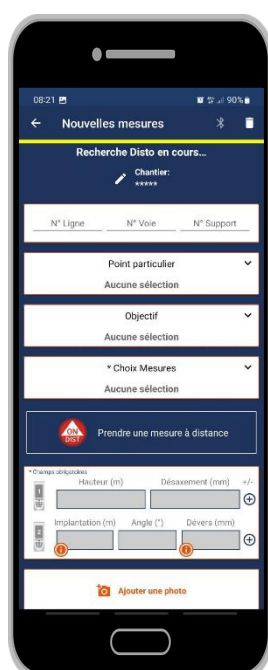 08:21 90%
Nouvelles mesures
Recherche Disto en cours...
Chantier:
*****
N° Ligne N° Voie N° Support
Point particulier
Aucune sélection
Objectif
Aucune sélection
* Choix Mesures
Aucune sélection
ON
DIST
Prendre une mesure à distance
* Champs obligatoires
Hauteur (m) Désaxement (mm) +/-
1
Implantation (m) Angle (°) Dévers (mm)
2
Ajouter une photo